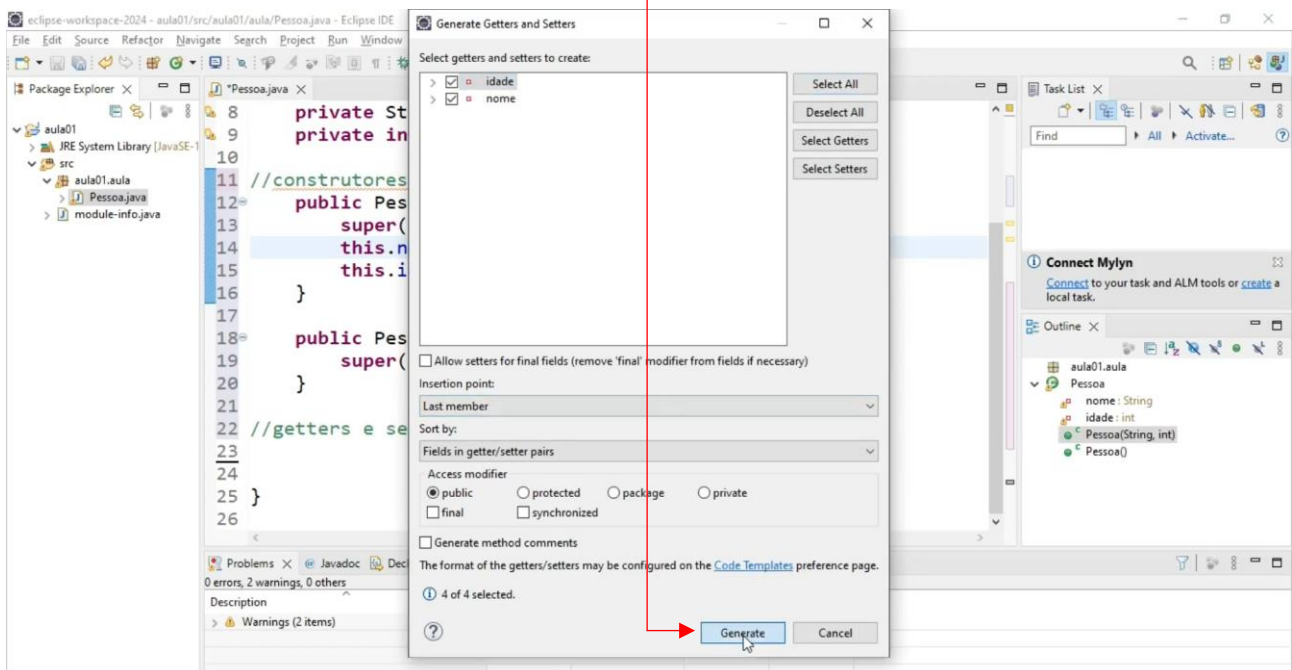 eclipse-workspace-2024 - aula01/src/aula01/aula/Pessoa.java - Eclipse IDE
File Edit Source Refactor Navigate Search Project Run Window
Package Explorer
aula01
JRE System Library [JavaSE-1
src
aula01.aula
Pessoa.java
module-info.java
*Pessoa.java
8 private St
9 private in
10
11 //construtores
12 public Pes
13 super(
14 this.n
15 this.i
16 }
17
18 public Pes
19 super(
20 }
21
22 //getters e se
23
24
25 }
26
Generate Getters and Setters
Select getters and setters to create:
idade
nome
Select All
Deselect All
Select Getters
Select Setters
Allow setters for final fields (remove 'final' modifier from fields if necessary)
Insertion point:
Last member
Sort by:
Fields in getter/setter pairs
Access modifier
public protected package private
final synchronized
Generate method comments
The format of the getters/setters may be configured on the Code Templates preference page.
4 of 4 selected.
Generate Cancel
Task List
Find All Activate...
Connect Mylyn
Connect to your task and ALM tools or create a
local task.
Outline
aula01.aula
Pessoa
nome : String
idade : int
Pessoa(String, int)
Pessoa()
Problems Javadoc Decl
0 errors, 2 warnings, 0 others
Description
Warnings (2 items)